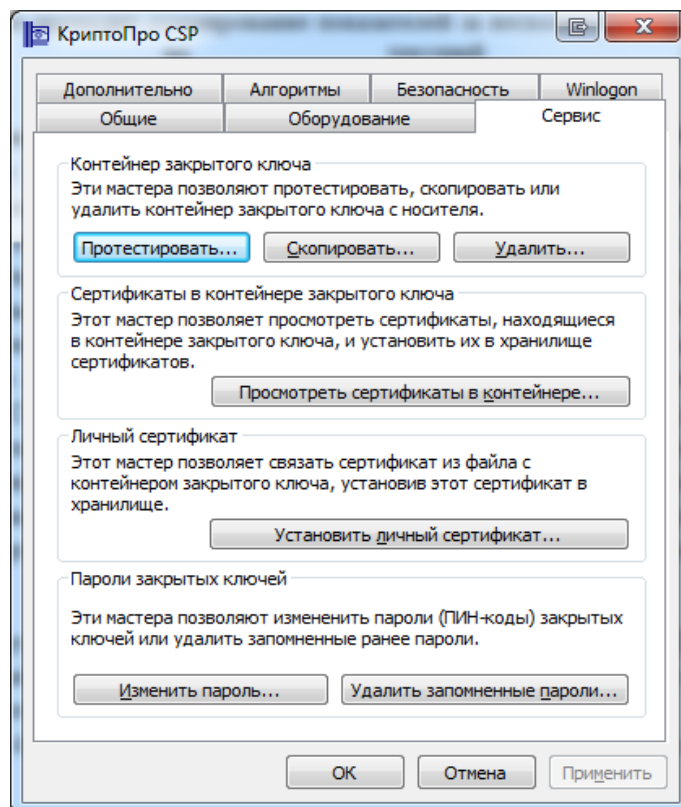 КриптоПро CSP
Дополнительно
Алгоритмы
Безопасность
Winlogon
Общие
Оборудование
Сервис
Контейнер закрытого ключа
Эти мастера позволяют протестировать, скопировать или
удалить контейнер закрытого ключа с носителя.
Протестировать...
Скопировать...
Удалить...
Сертификаты в контейнере закрытого ключа
Этот мастер позволяет просмотреть сертификаты, находящиеся
в контейнере закрытого ключа, и установить их в хранилище
сертификатов.
Просмотреть сертификаты в контейнере...
Личный сертификат
Этот мастер позволяет связать сертификат из файла с
контейнером закрытого ключа, установив этот сертификат в
хранилище.
Установить личный сертификат...
Пароли закрытых ключей
Эти мастера позволяют измененить пароли (ПИН-коды) закрытых
ключей или удалить запомненные ранее пароли.
Изменить пароль...
Удалить запомненные пароли...
ОК
Отмена
Применить